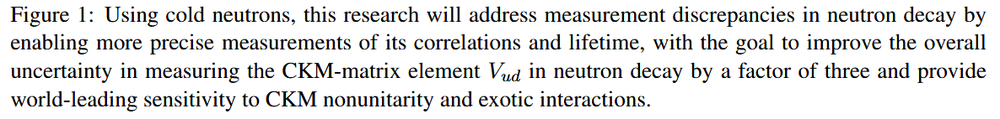 Figure 1: Using cold neutrons, this research will address measurement discrepancies in neutron decay by
enabling more precise measurements of its correlations and lifetime, with the goal to improve the overall
uncertainty in measuring the CKM-matrix element Vud in neutron decay by a factor of three and provide
world-leading sensitivity to CKM nonunitarity and exotic interactions.